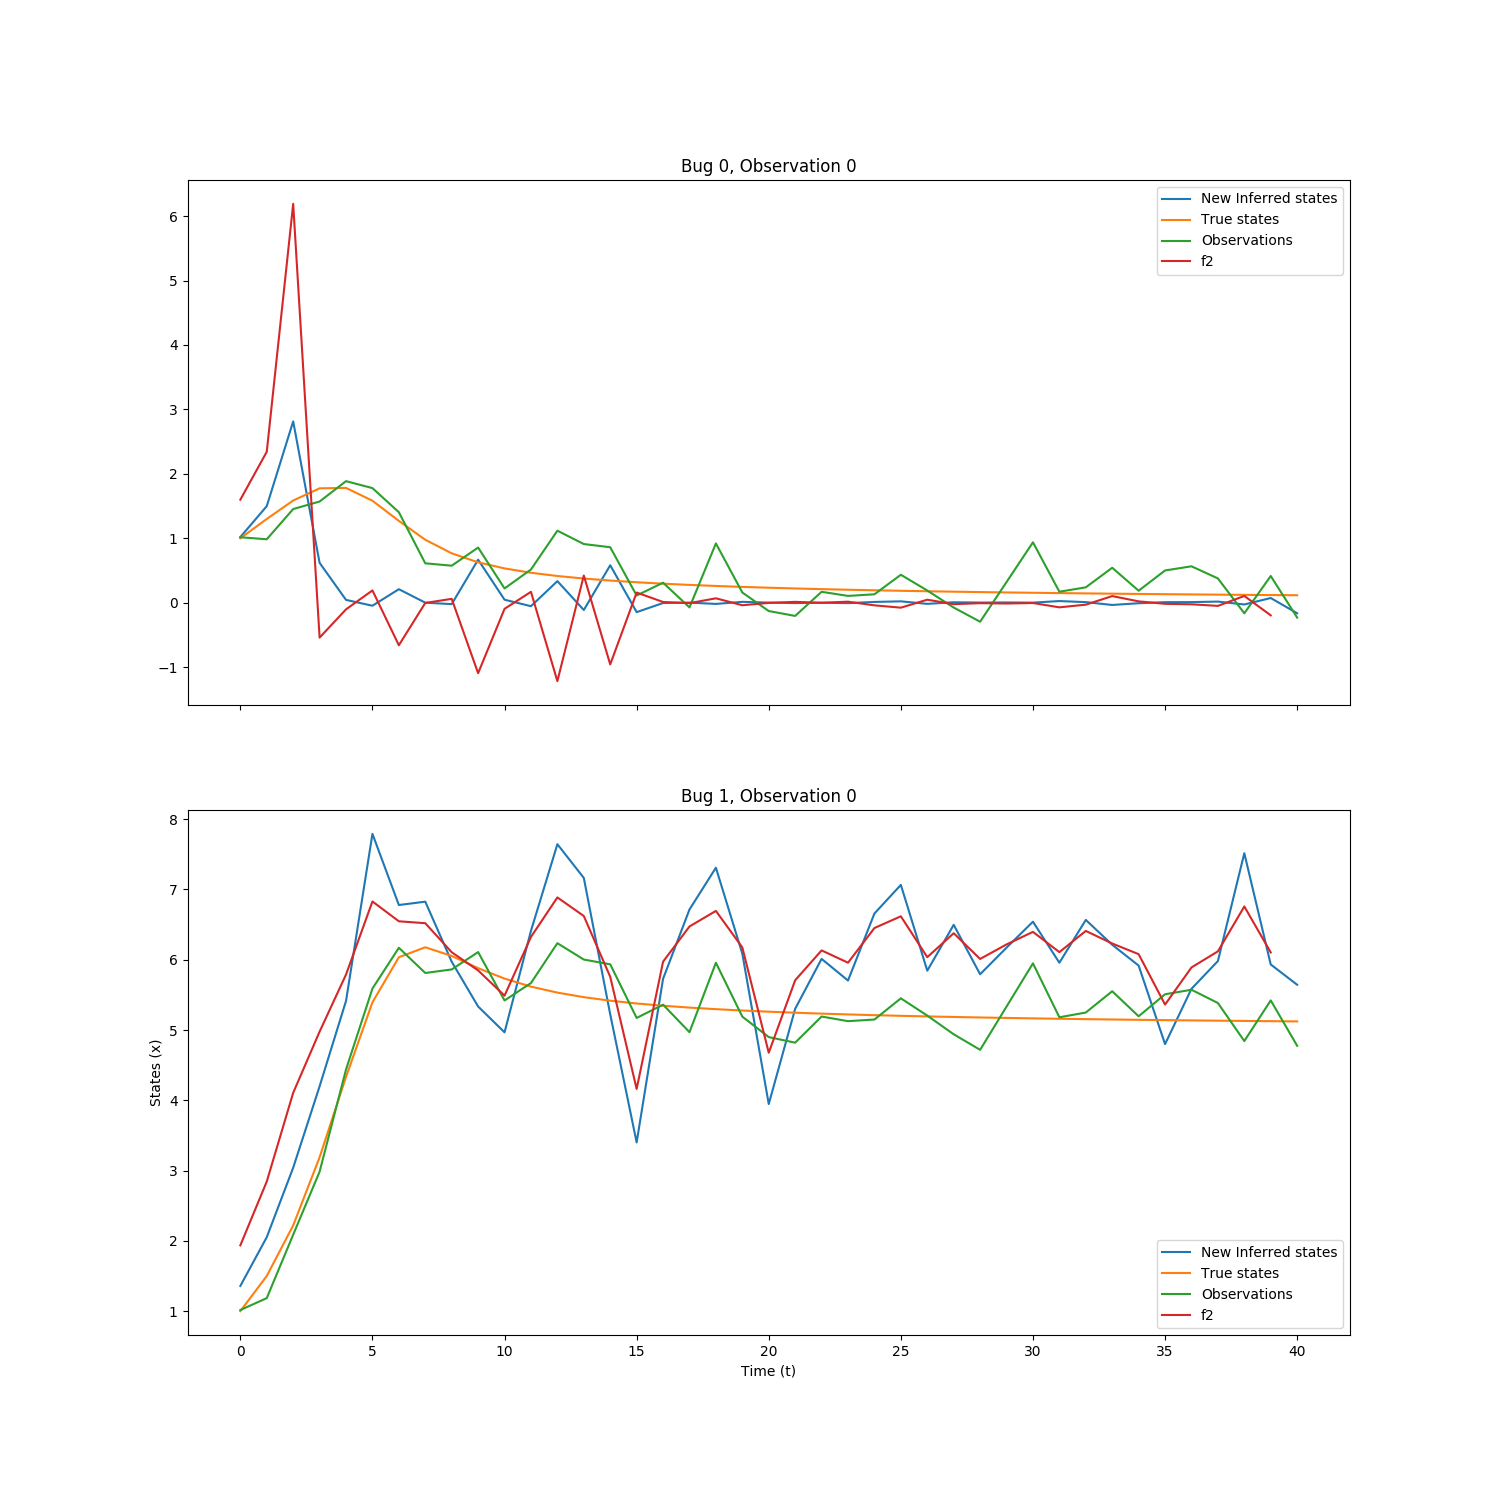 Bug 0, Observation 0
6
5
4
3
2
1
0
−1
New Inferred states
True states
Observations
f2
Bug 1, Observation 0
8
7
6
5
4
3
2
1
States (x)
New Inferred states
True states
Observations
f2
0 5 10 15 20 25 30 35 40
Time (t)